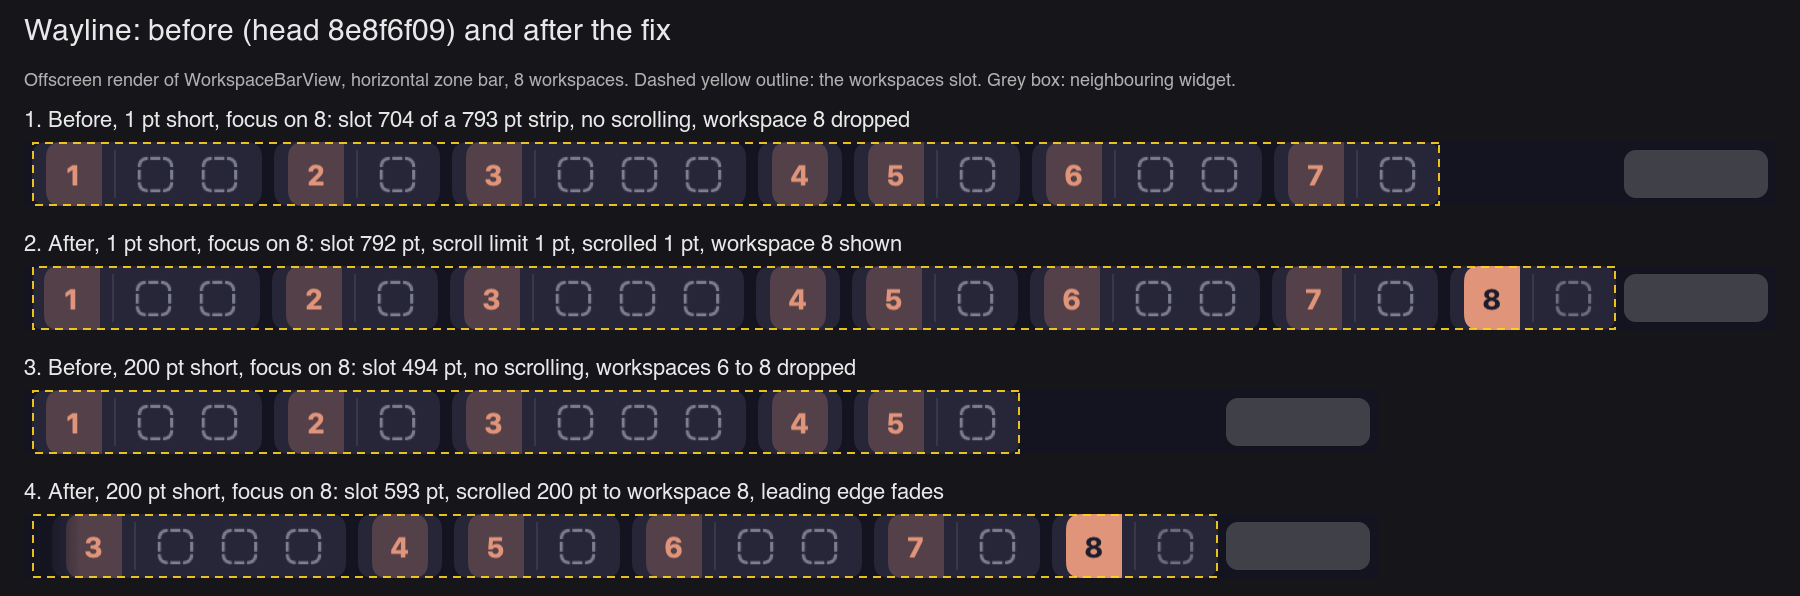 Wayline: before (head 8e8f6f09) and after the fix
Offscreen render of WorkspaceBarView, horizontal zone bar, 8 workspaces. Dashed yellow outline: the workspaces slot. Grey box: neighbouring widget.
1. Before, 1 pt short, focus on 8: slot 704 of a 793 pt strip, no scrolling, workspace 8 dropped
1 2 3 4 5 6 7
2. After, 1 pt short, focus on 8: slot 792 pt, scroll limit 1 pt, scrolled 1 pt, workspace 8 shown
1 2 3 4 5 6 7 8
3. Before, 200 pt short, focus on 8: slot 494 pt, no scrolling, workspaces 6 to 8 dropped
1 2 3 4 5
4. After, 200 pt short, focus on 8: slot 593 pt, scrolled 200 pt to workspace 8, leading edge fades
3 4 5 6 7 8